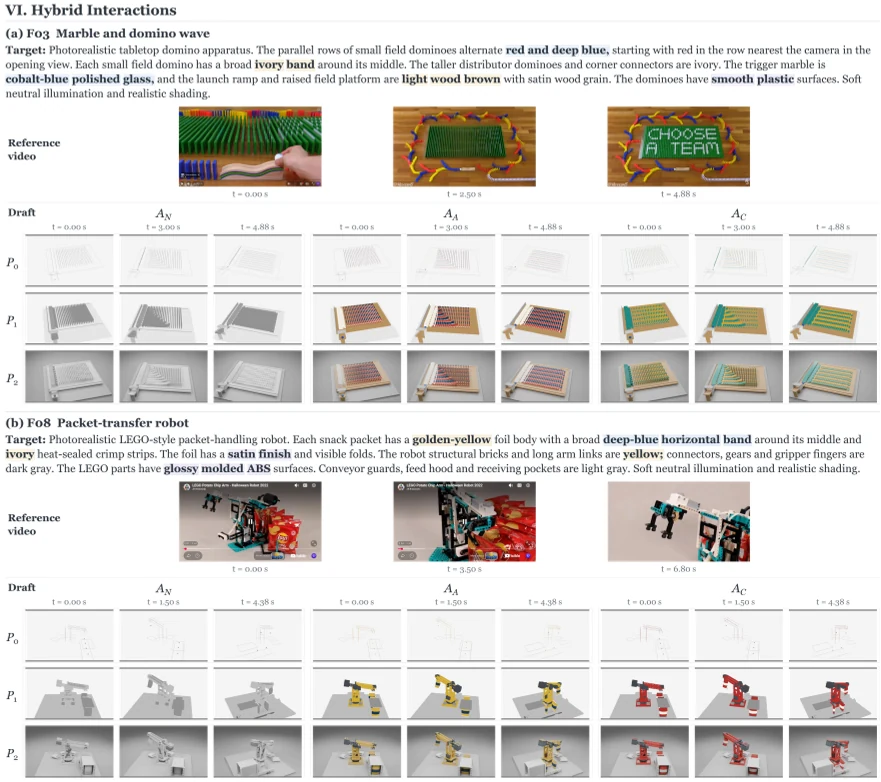 VI. Hybrid Interactions
(a) F03 Marble and domino wave
Target: Photorealistic tabletop domino apparatus. The parallel rows of small field dominoes alternate red and deep blue, starting with red in the row nearest the camera in the
opening view. Each small field domino has a broad ivory band around its middle. The taller distributor dominoes and corner connectors are ivory. The trigger marble is
cobalt-blue polished glass, and the launch ramp and raised field platform are light wood brown with satin wood grain. The dominoes have smooth plastic surfaces. Soft
neutral illumination and realistic shading.
Reference
video
CHOOSE
A TEAM
t = 0.00 s t = 2.50 s t = 4.88 s
Draft A_N A_A A_C
t = 0.00 s t = 3.00 s t = 4.88 s t = 0.00 s t = 3.00 s t = 4.88 s t = 0.00 s t = 3.00 s t = 4.88 s
P_0
P_1
P_2
(b) F08 Packet-transfer robot
Target: Photorealistic LEGO-style packet-handling robot. Each snack packet has a golden-yellow foil body with a broad deep-blue horizontal band around its middle and
ivory heat-sealed crimp strips. The foil has a satin finish and visible folds. The robot structural bricks and long arm links are yellow; connectors, gears and gripper fingers are
dark gray. The LEGO parts have glossy molded ABS surfaces. Conveyor guards, feed hood and receiving pockets are light gray. Soft neutral illumination and realistic shading.
Reference
video
t = 0.00 s t = 3.50 s t = 6.80 s
Draft A_N A_A A_C
t = 0.00 s t = 1.50 s t = 4.38 s t = 0.00 s t = 1.50 s t = 4.38 s t = 0.00 s t = 1.50 s t = 4.38 s
P_0
P_1
P_2